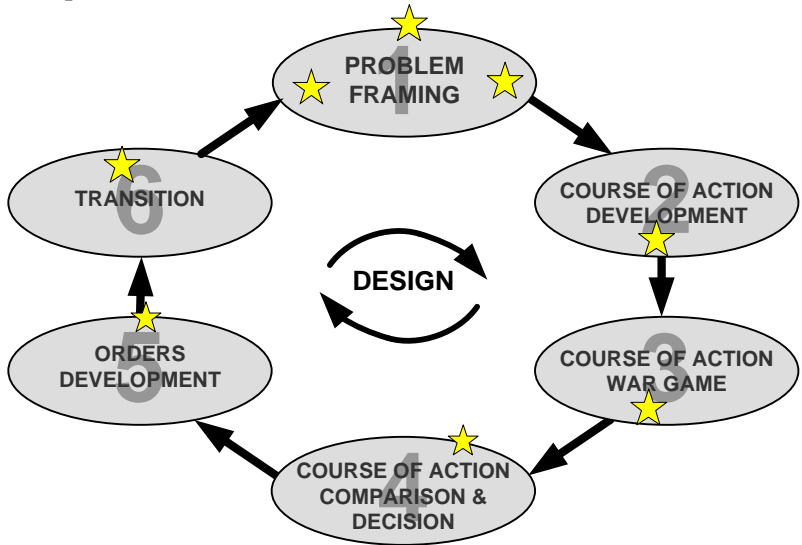 1
PROBLEM
FRAMING
2
COURSE OF ACTION
DEVELOPMENT
3
COURSE OF ACTION
WAR GAME
4
COURSE OF ACTION
COMPARISON &
DECISION
5
ORDERS
DEVELOPMENT
6
TRANSITION
DESIGN